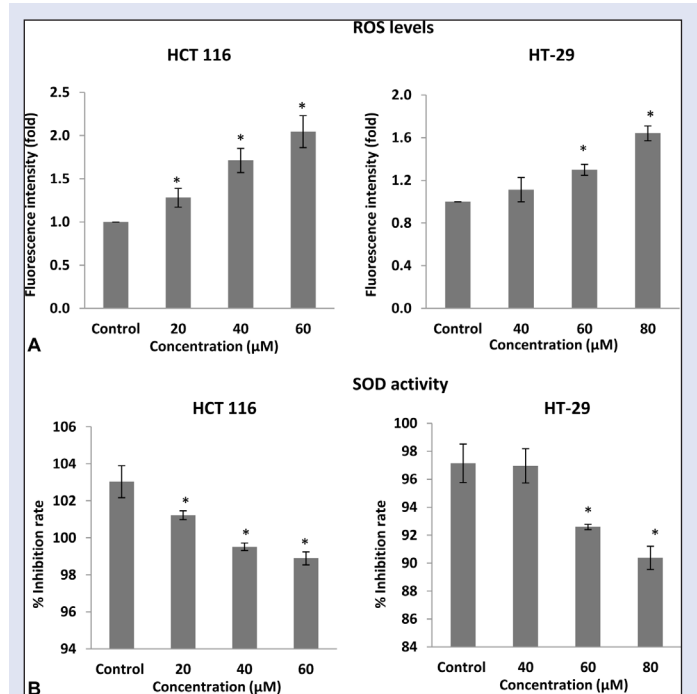 ROS levels
HCT 116
Fluorescence intensity (fold)
2.5
2.0
1.5
1.0
0.5
0.0
* * *
Control 20 40 60
Concentration (µM)
A
HT-29
Fluorescence intensity (fold)
2.0
1.6
1.2
0.8
0.4
0.0
* *
Control 40 60 80
Concentration (µM)
SOD activity
HCT 116
% Inhibition rate
106
104
102
100
98
96
94
* * *
Control 20 40 60
Concentration (µM)
B
HT-29
% Inhibition rate
100
98
96
94
92
90
88
86
84
* *
Control 40 60 80
Concentration (µM)